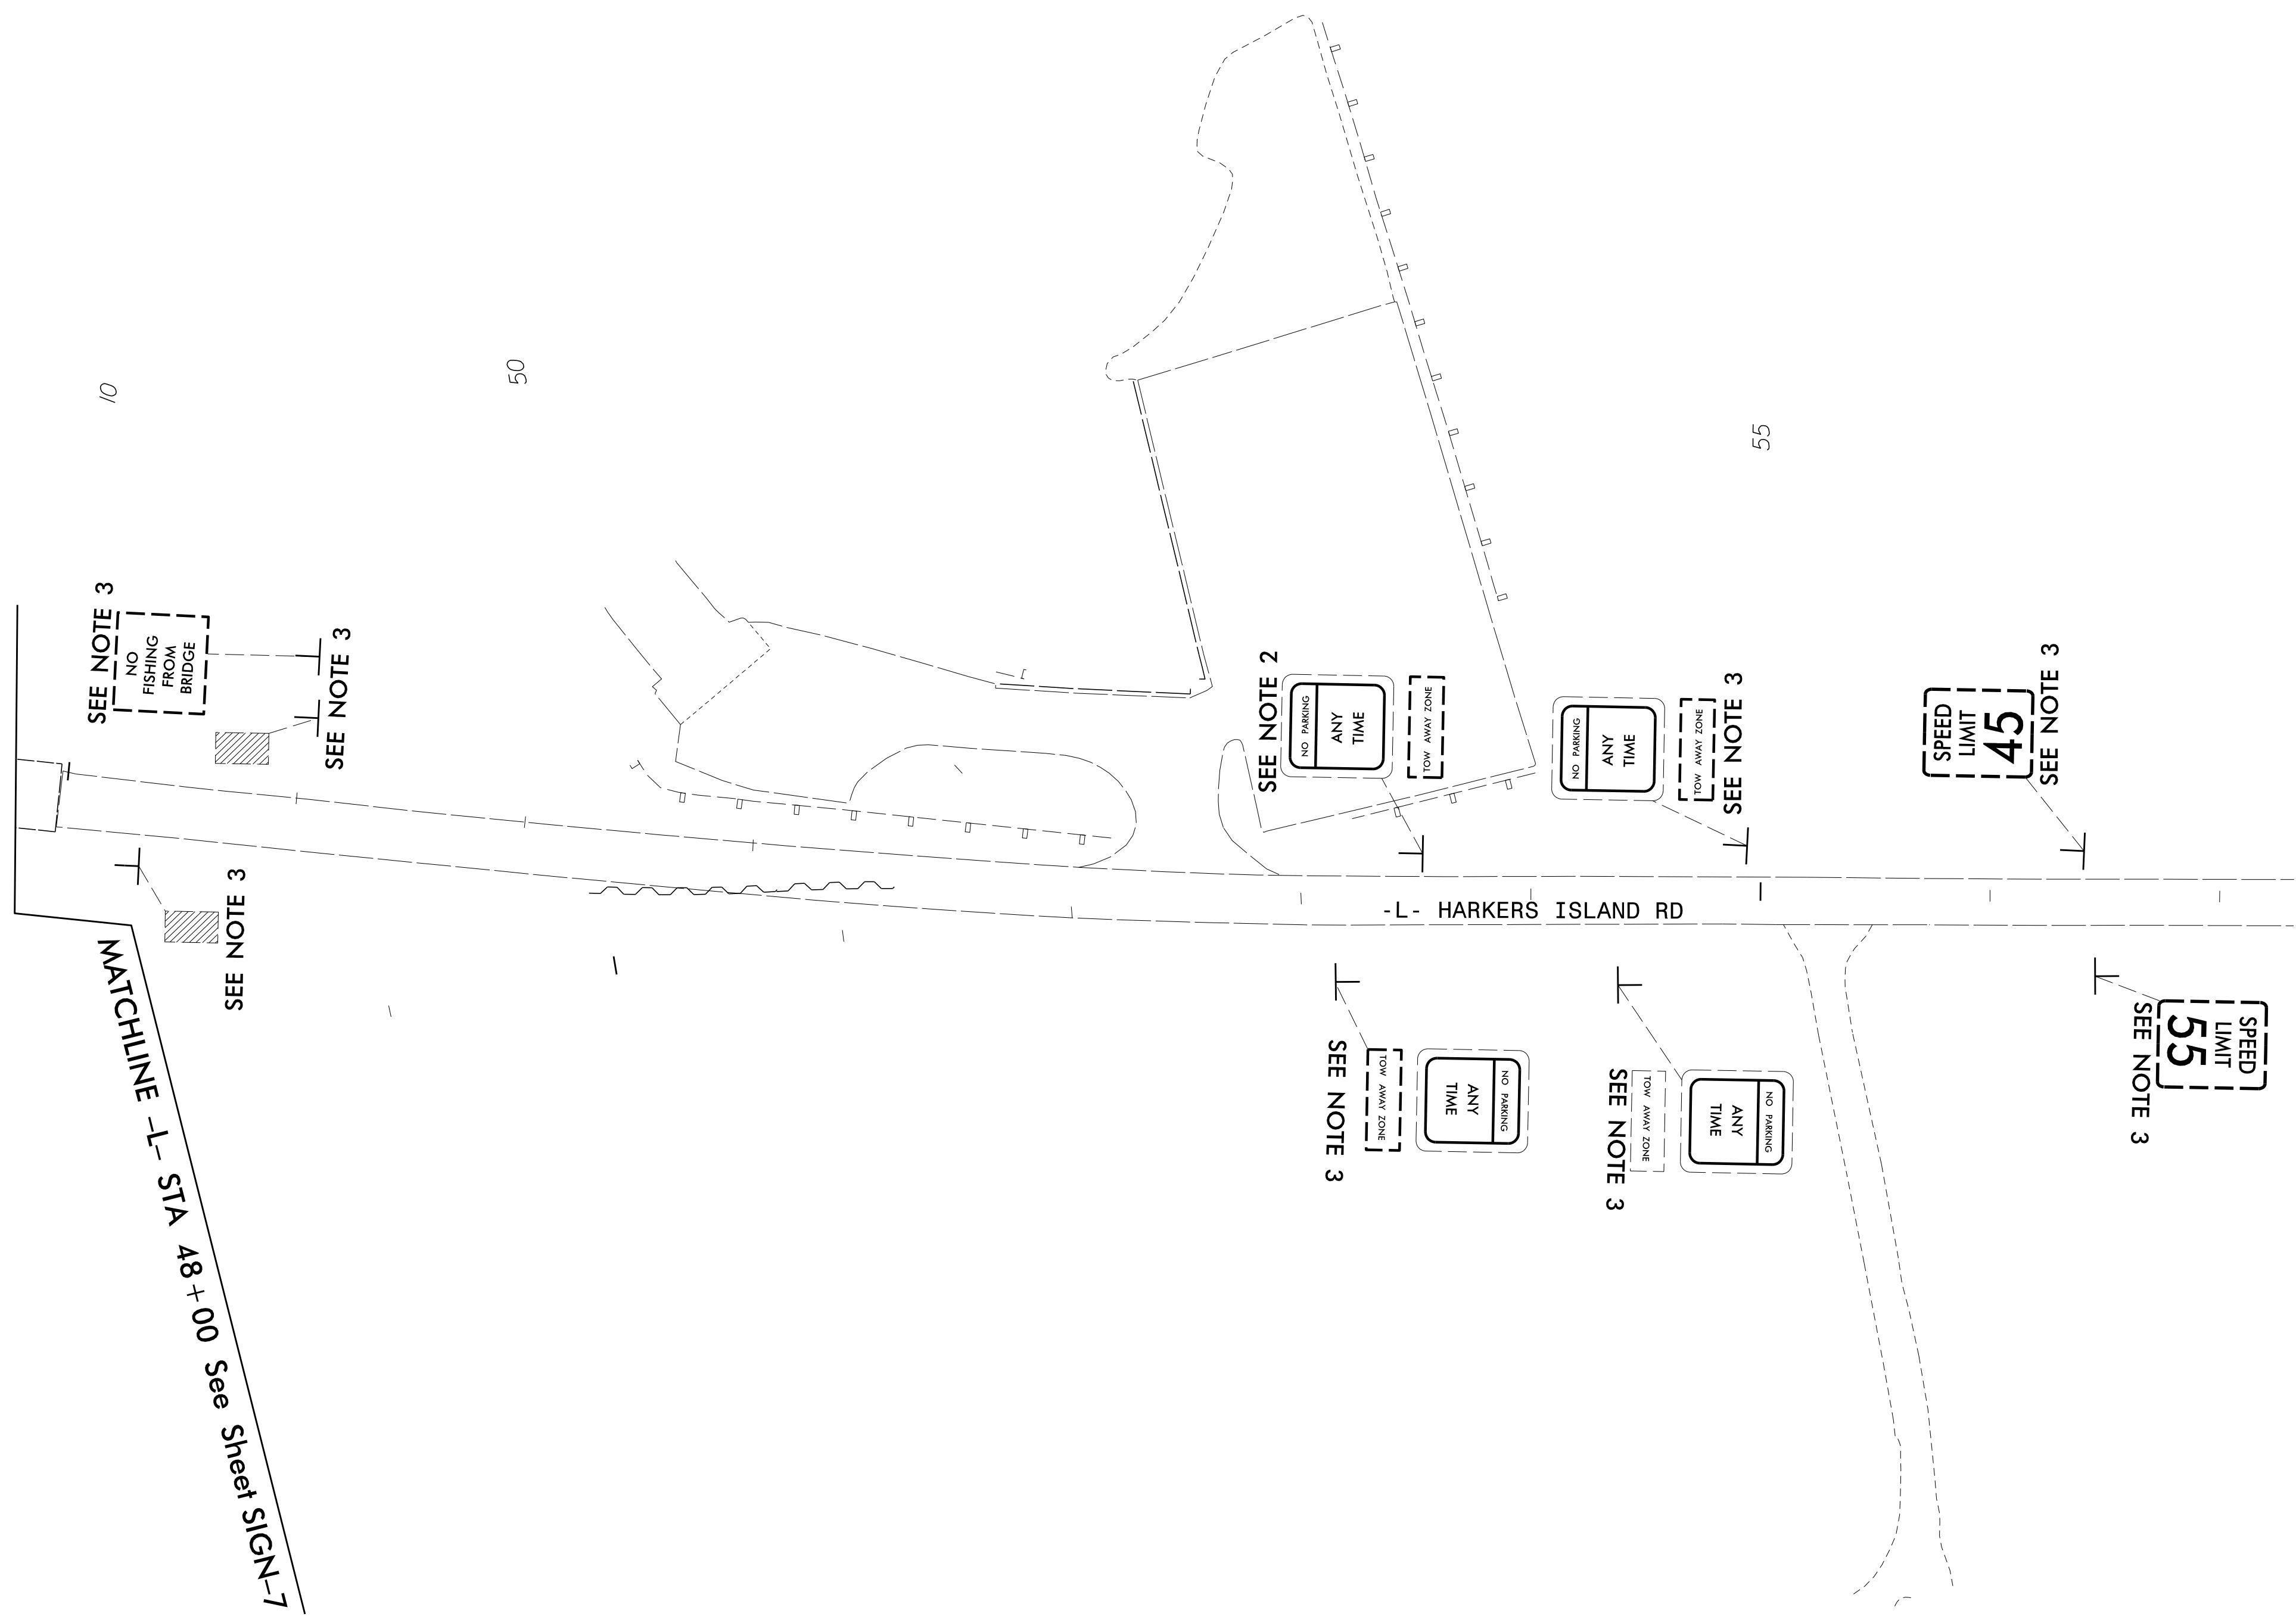 10
50
55
SEE NOTE 3
NO
FISHING
FROM
BRIDGE
SEE NOTE 3
SEE NOTE 3
MATCHLINE -L- STA 48+00 See Sheet SIGN-7
SEE NOTE 2
NO PARKING
ANY
TIME
TOW AWAY ZONE
NO PARKING
ANY
TIME
TOW AWAY ZONE
SEE NOTE 3
SPEED
LIMIT
45
SEE NOTE 3
-L- HARKERS ISLAND RD
SEE NOTE 3
TOW AWAY ZONE
NO PARKING
ANY
TIME
SEE NOTE 3
TOW AWAY ZONE
NO PARKING
ANY
TIME
SEE NOTE 3
SPEED
LIMIT
55